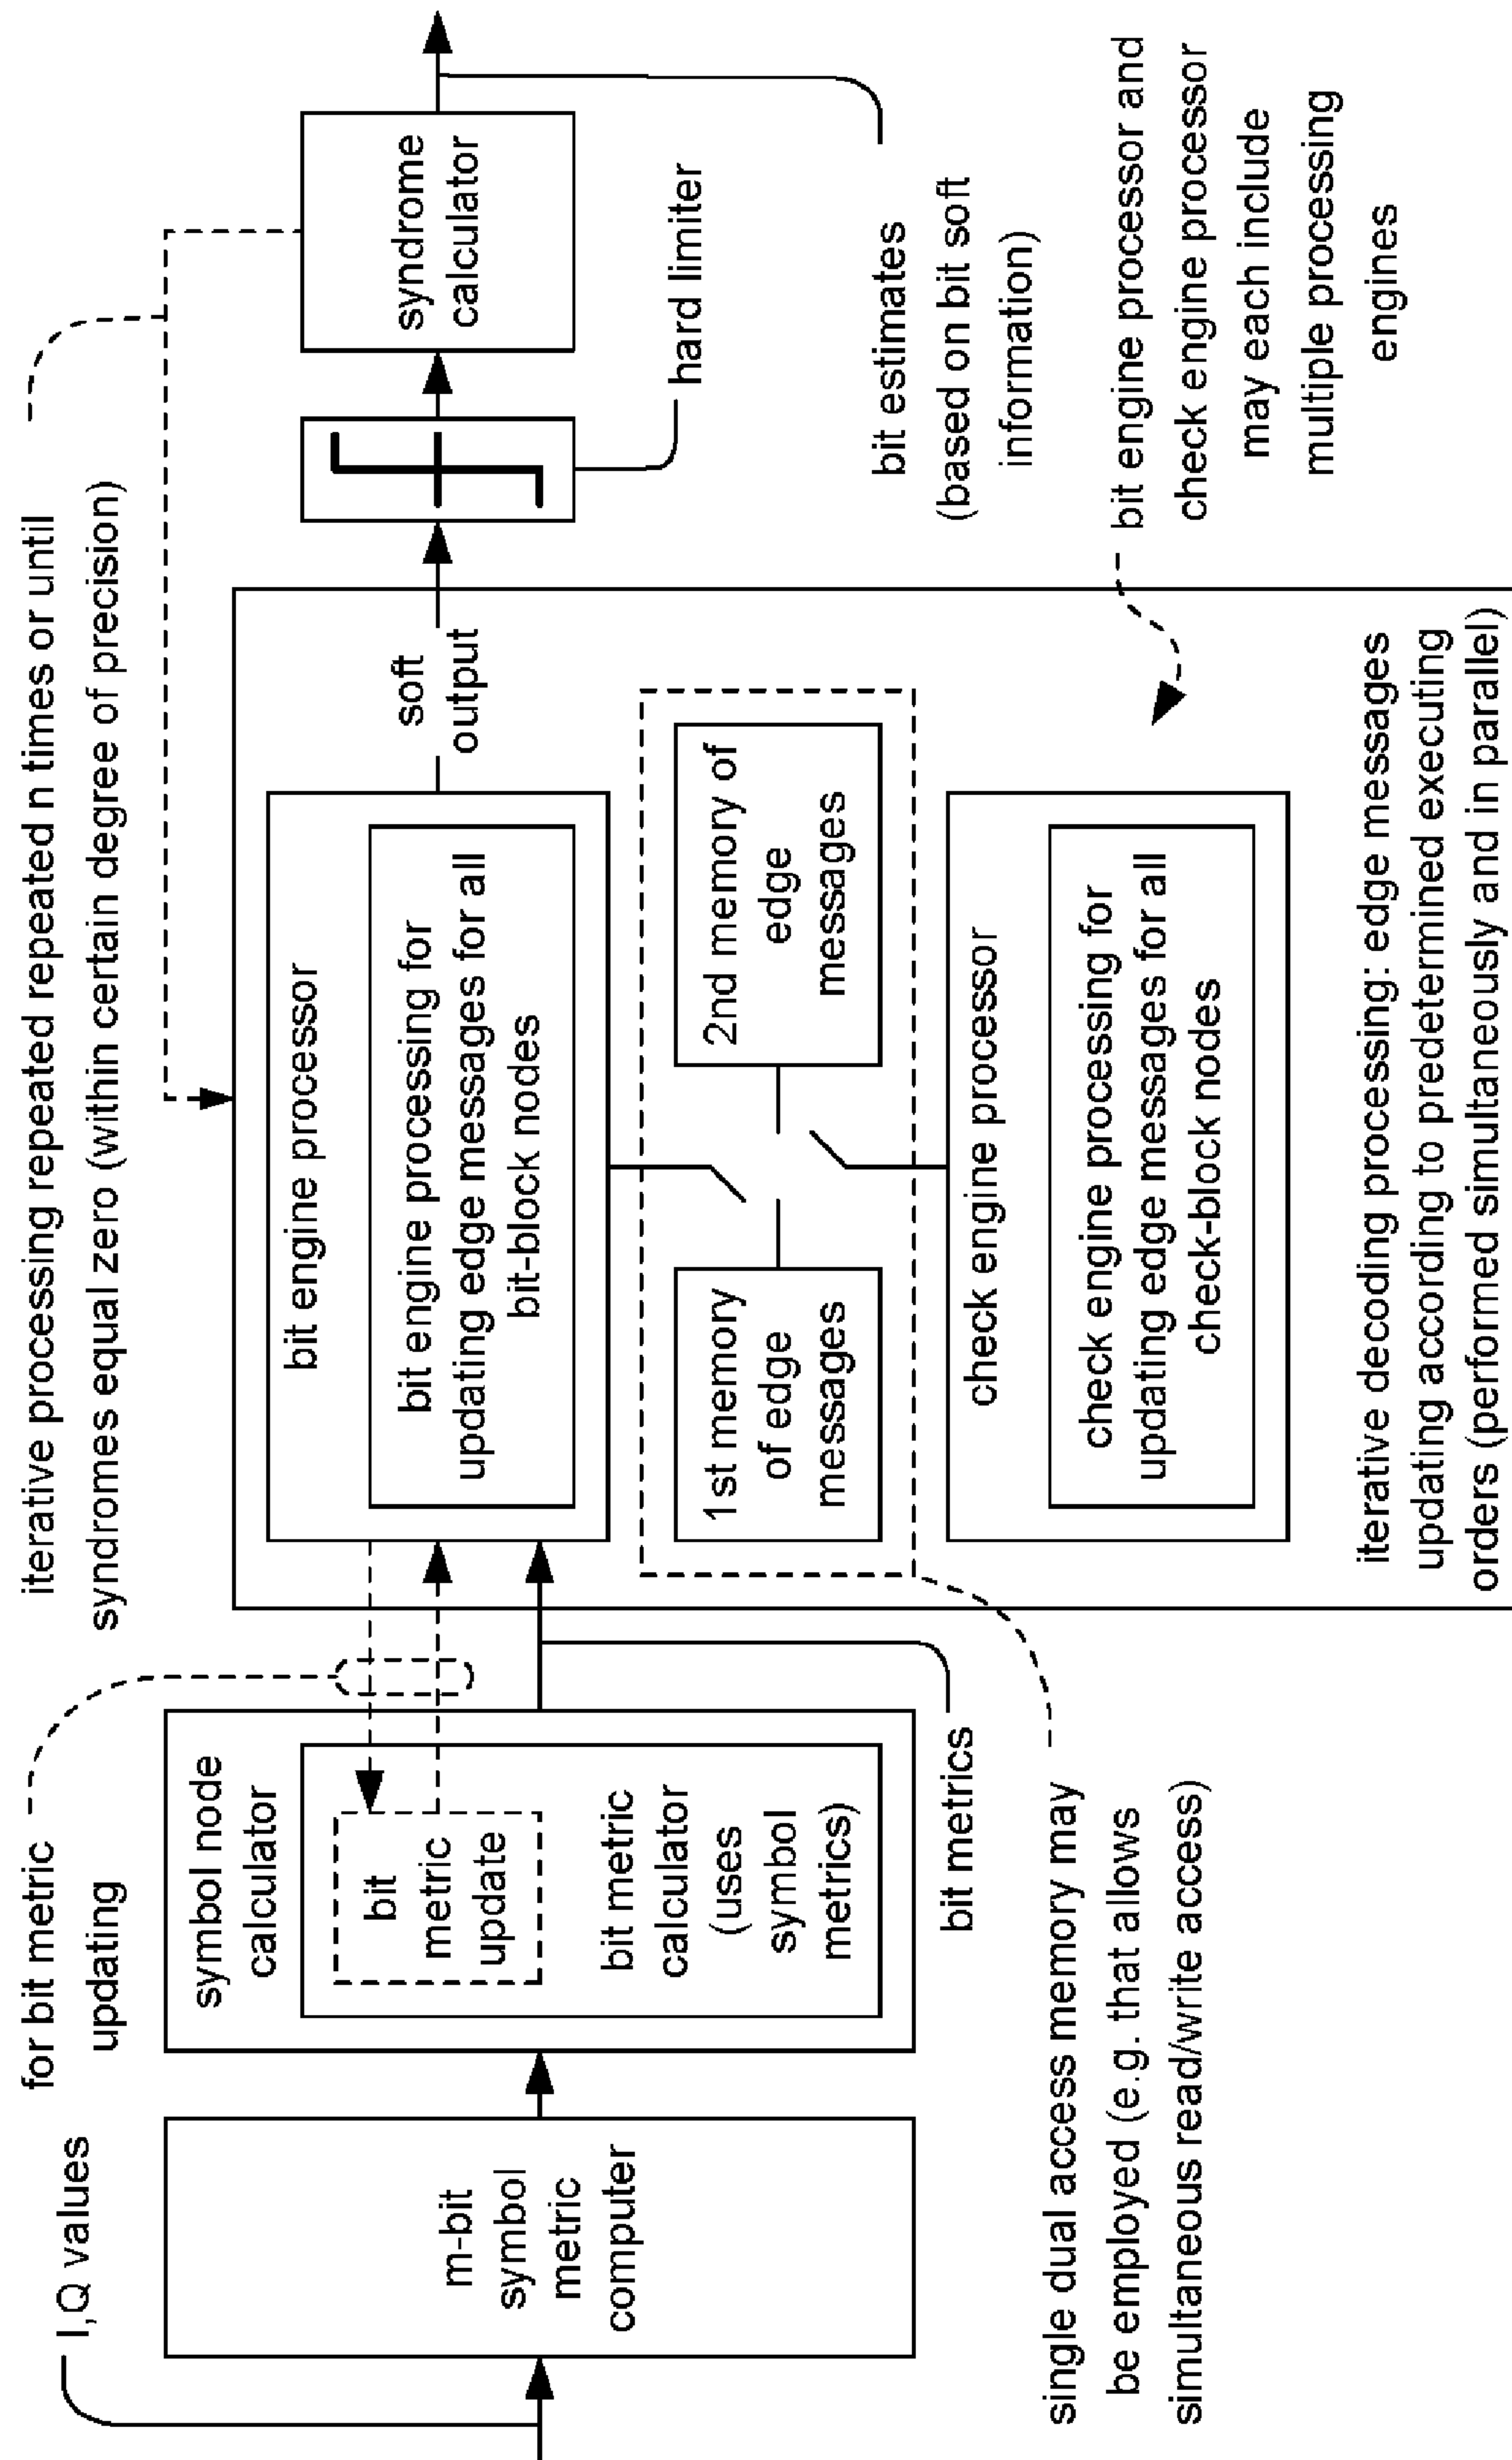 I,Q values
for bit metric
updating
iterative processing repeated repeated n times or until
syndromes equal zero (within certain degree of precision)
m-bit
symbol
metric
computer
symbol node
calculator
bit
metric
update
bit metric
calculator
(uses
symbol
metrics)
bit metrics
bit engine processor
bit engine processing for
updating edge messages for all
bit-block nodes
soft
output
1st memory
of edge
messages
2nd memory of
edge
messages
check engine processor
check engine processing for
updating edge messages for all
check-block nodes
iterative decoding processing: edge messages
updating according to predetermined executing
orders (performed simultaneously and in parallel)
single dual access memory may
be employed (e.g. that allows
simultaneous read/write access)
syndrome
calculator
hard limiter
bit estimates
(based on bit soft
information)
bit engine processor and
check engine processor
may each include
multiple processing
engines